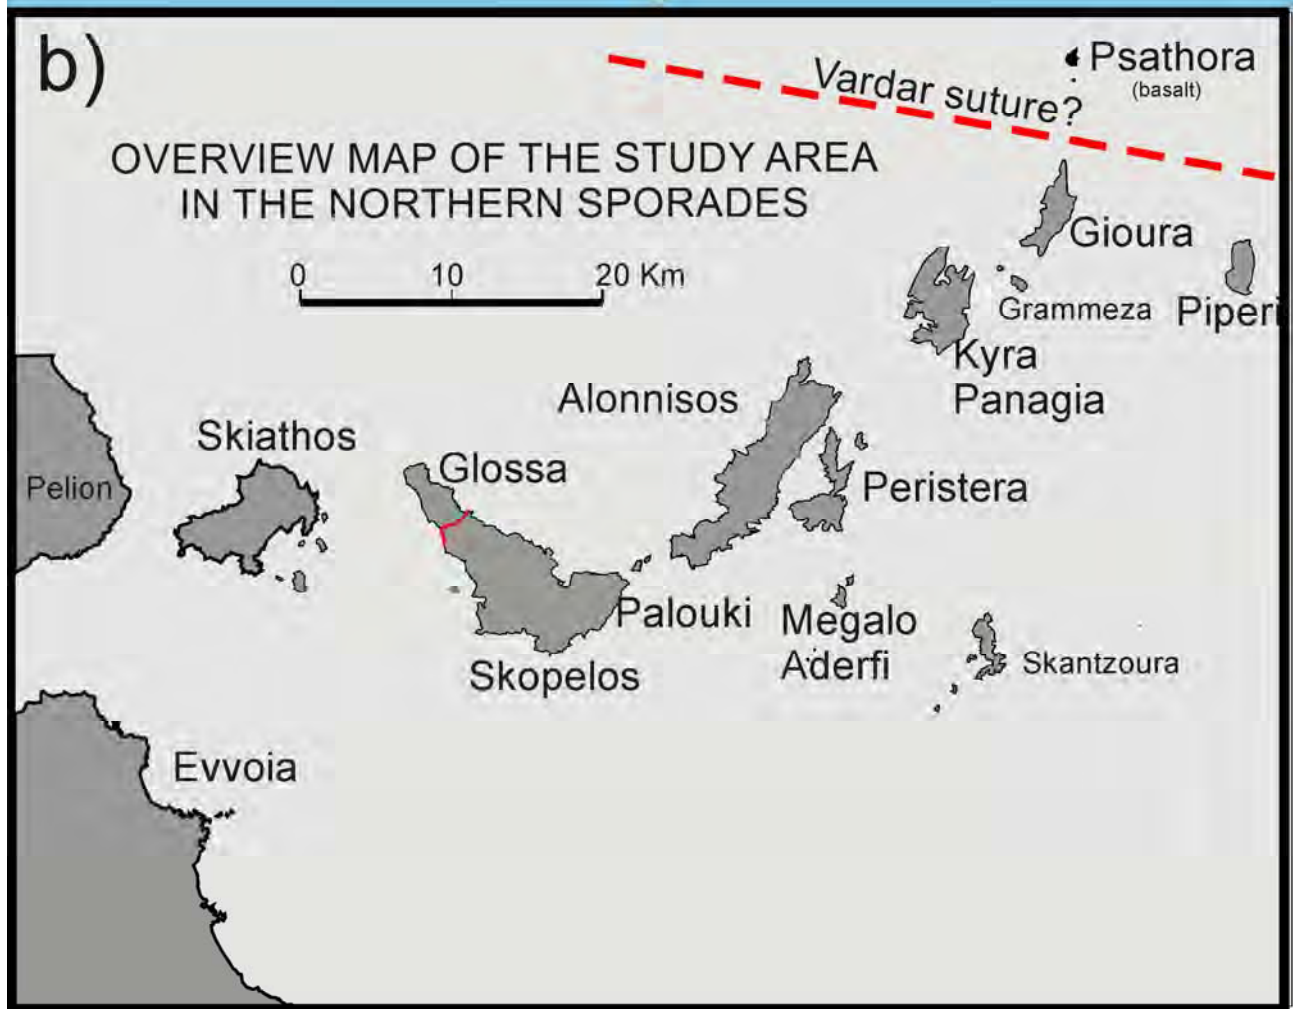 b)
Psathora
(basalt)
Vardar suture?
OVERVIEW MAP OF THE STUDY AREA
IN THE NORTHERN SPORADES
0 10 20 Km
Gioura
Grammeza
Piperi
Kyra
Panagia
Alonnisos
Skiathos
Glossa
Pelion
Peristera
Palouki
Megalo
Aderfi
Skantzoura
Skopelos
Evvoia